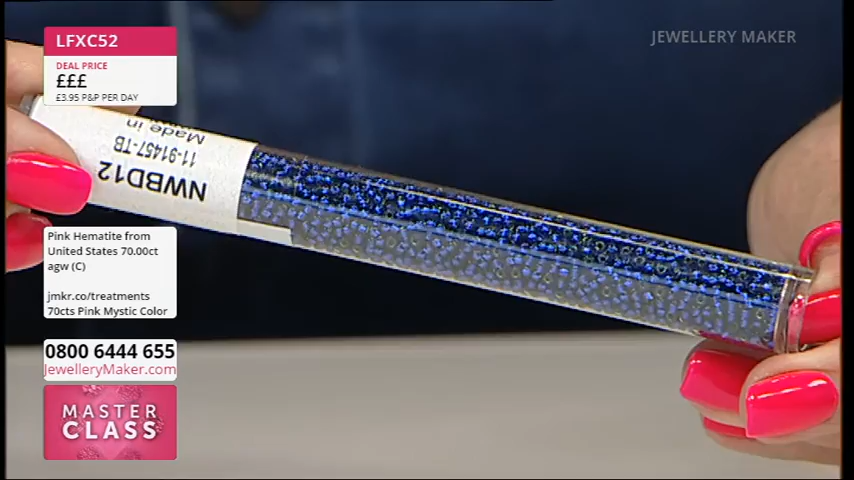 LFXC52
DEAL PRICE
£££
£3.95 P&P PER DAY
JEWELLERY MAKER
Made in
11-91457-TB
NWBD12
Pink Hematite from
United States 70.00ct
agw (C)
jmkr.co/treatments
70cts Pink Mystic Color
0800 6444 655
JewelleryMaker.com
MASTER
CLASS